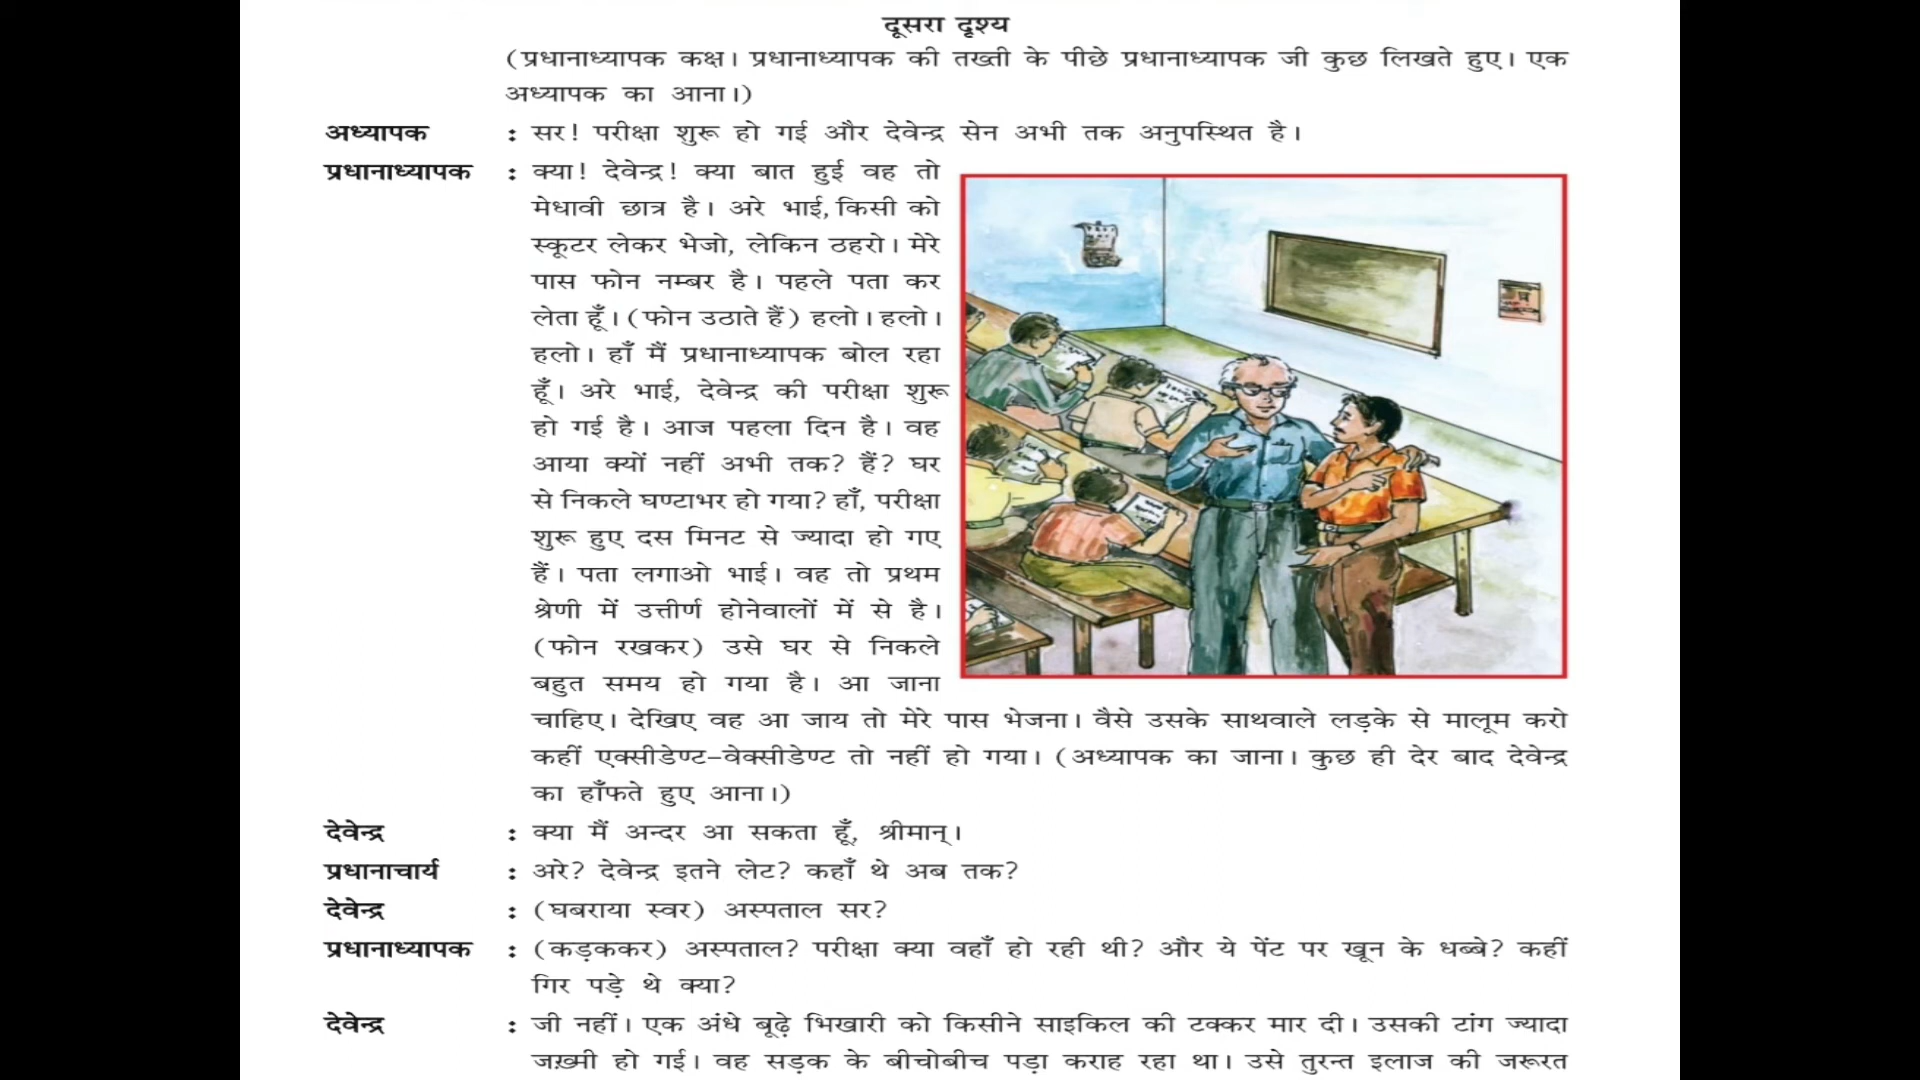 दूसरा दृश्य
(प्रधानाध्यापक कक्ष। प्रधानाध्यापक की तख्ती के पीछे प्रधानाध्यापक जी कुछ लिखते हुए। एक
अध्यापक का आना।)
अध्यापक : सर! परीक्षा शुरू हो गई और देवेन्द्र सेन अभी तक अनुपस्थित है।
प्रधानाध्यापक : क्या! देवेन्द्र! क्या बात हुई वह तो
मेधावी छात्र है। अरे भाई, किसी को
स्कूटर लेकर भेजो, लेकिन ठहरो। मेरे
पास फोन नम्बर है। पहले पता कर
लेता हूँ। (फोन उठाते हैं) हलो। हलो।
हलो। हाँ मैं प्रधानाध्यापक बोल रहा
हूँ। अरे भाई, देवेन्द्र की परीक्षा शुरू
हो गई है। आज पहला दिन है। वह
आया क्यों नहीं अभी तक? हैं? घर
से निकले घण्टाभर हो गया? हाँ, परीक्षा
शुरू हुए दस मिनट से ज्यादा हो गए
हैं। पता लगाओ भाई। वह तो प्रथम
श्रेणी में उत्तीर्ण होनेवालों में से है।
(फोन रखकर) उसे घर से निकले
बहुत समय हो गया है। आ जाना
चाहिए। देखिए वह आ जाय तो मेरे पास भेजना। वैसे उसके साथवाले लड़के से मालूम करो
कहीं एक्सीडेण्ट-वेक्सीडेण्ट तो नहीं हो गया। (अध्यापक का जाना। कुछ ही देर बाद देवेन्द्र
का हाँफते हुए आना।)
देवेन्द्र : क्या मैं अन्दर आ सकता हूँ, श्रीमान्।
प्रधानाचार्य : अरे? देवेन्द्र इतने लेट? कहाँ थे अब तक?
देवेन्द्र : (घबराया स्वर) अस्पताल सर?
प्रधानाध्यापक : (कड़ककर) अस्पताल? परीक्षा क्या वहाँ हो रही थी? और ये पेंट पर खून के धब्बे? कहीं
गिर पड़े थे क्या?
देवेन्द्र : जी नहीं। एक अंधे बूढ़े भिखारी को किसीने साइकिल की टक्कर मार दी। उसकी टांग ज्यादा
जख़्मी हो गई। वह सड़क के बीचोबीच पड़ा कराह रहा था। उसे तुरन्त इलाज की जरूरत